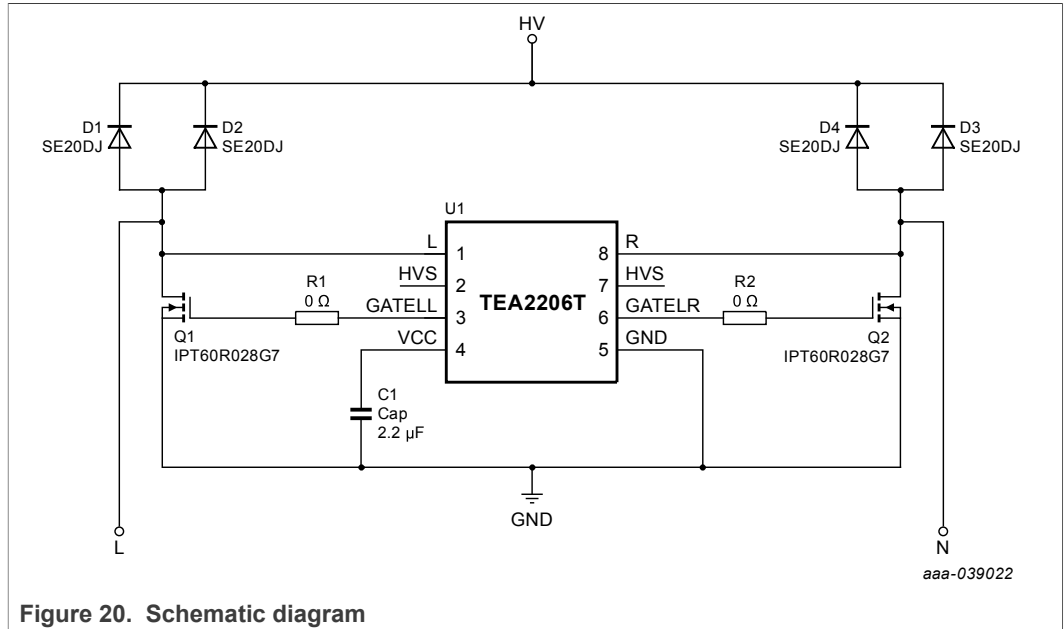 HV
D1
SE20DJ
D2
SE20DJ
D4
SE20DJ
D3
SE20DJ
U1
L
1
8
R
HVS
2
7
HVS
R1
0 Ω
GATELL
3
TEA2206T
6
GATELR
R2
0 Ω
VCC
4
5
GND
Q1
IPT60R028G7
Q2
IPT60R028G7
C1
Cap
2.2 µF
GND
L
N
aaa-039022
Figure 20. Schematic diagram